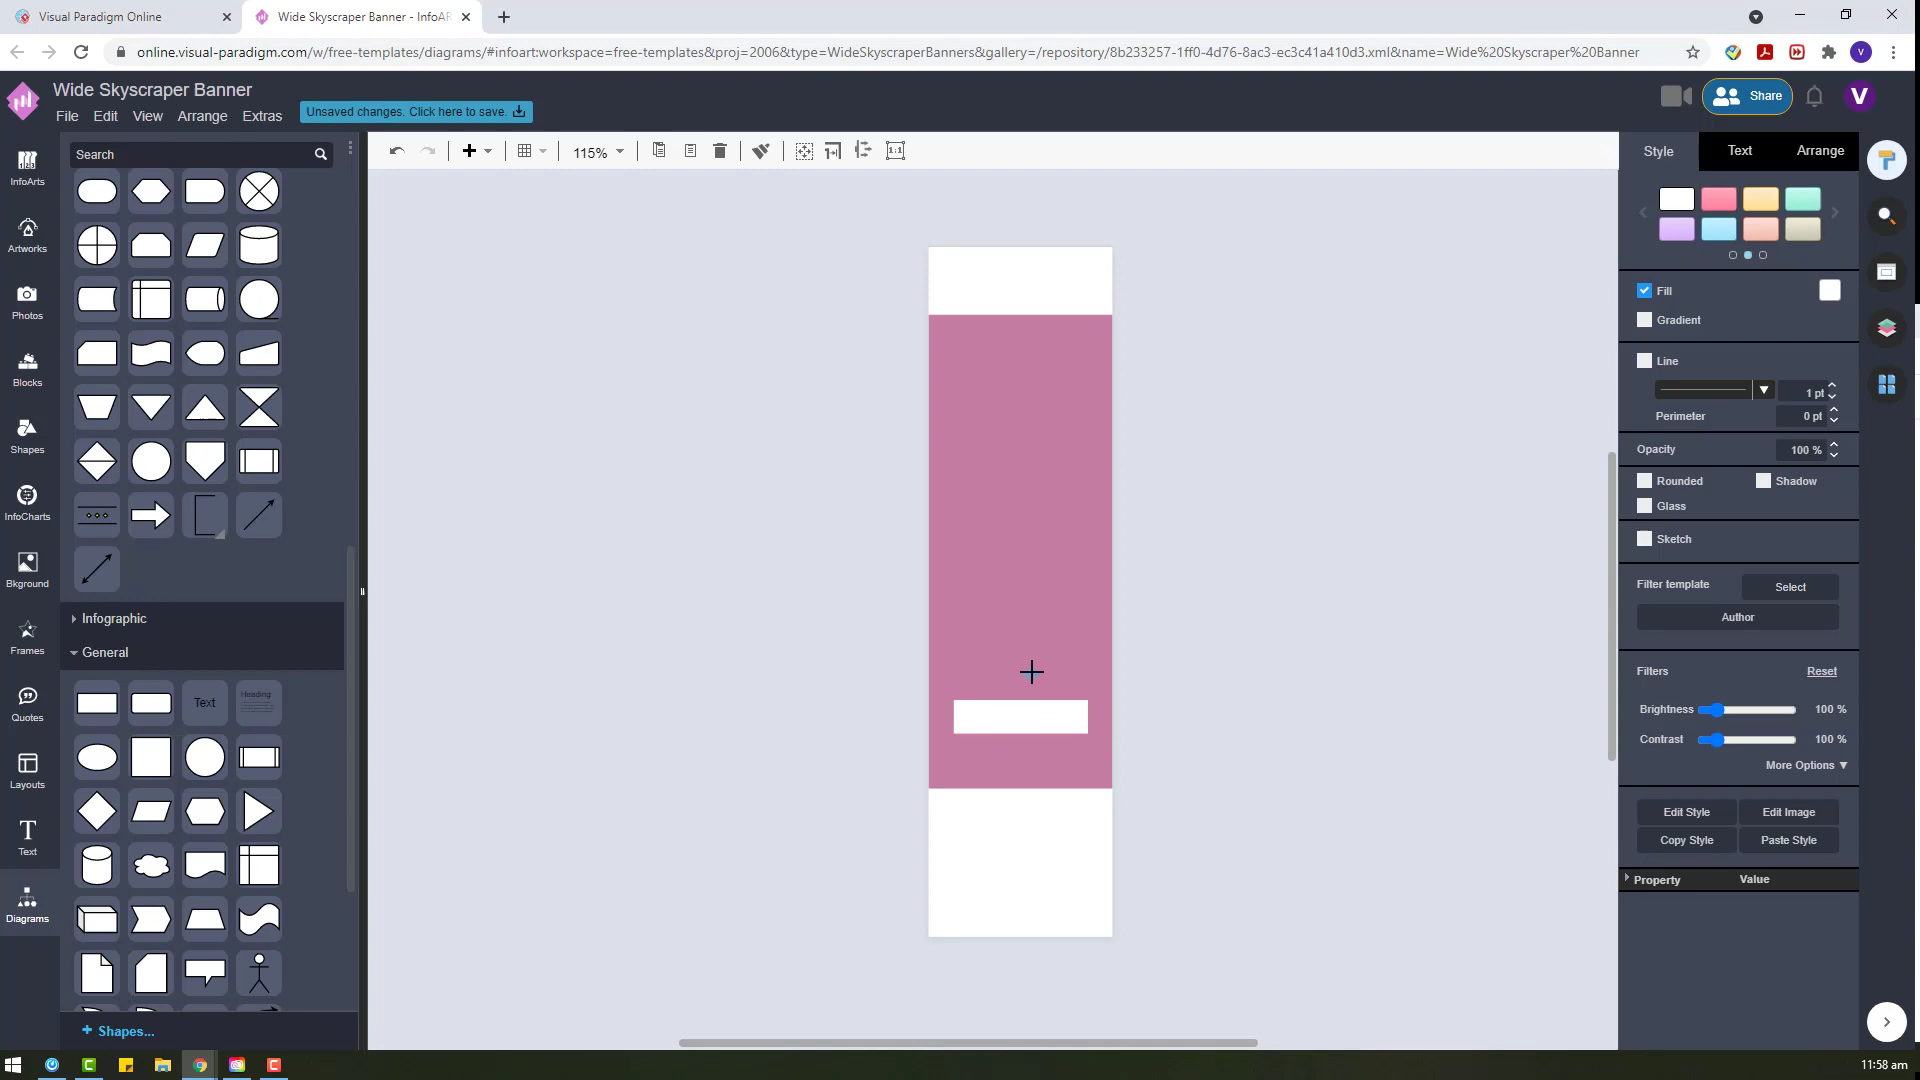 Visual Paradigm Online
Wide Skyscraper Banner - InfoAR
online.visual-paradigm.com/w/free-templates/diagrams/#infoart:workspace=free-templates&proj=2006&type=WideSkyscraperBanners&gallery=/repository/8b233257-1ff0-4d76-8ac3-ec3c41a410d3.xml&name=Wide%20Skyscraper%20Banner
V
Wide Skyscraper Banner
File Edit View Arrange Extras
Unsaved changes. Click here to save.
Share
V
Search
115%
1:1
Style Text Arrange
InfoArts
Artworks
Photos
Blocks
Shapes
InfoCharts
Bkground
Frames
Quotes
Layouts
Text
Diagrams
Infographic
General
Text
Heading
+ Shapes...
Fill
Gradient
Line
1 pt
Perimeter 0 pt
Opacity 100 %
Rounded Shadow
Glass
Sketch
Filter template Select
Author
Filters Reset
Brightness 100 %
Contrast 100 %
More Options ▼
Edit Style Edit Image
Copy Style Paste Style
Property Value
11:58 am